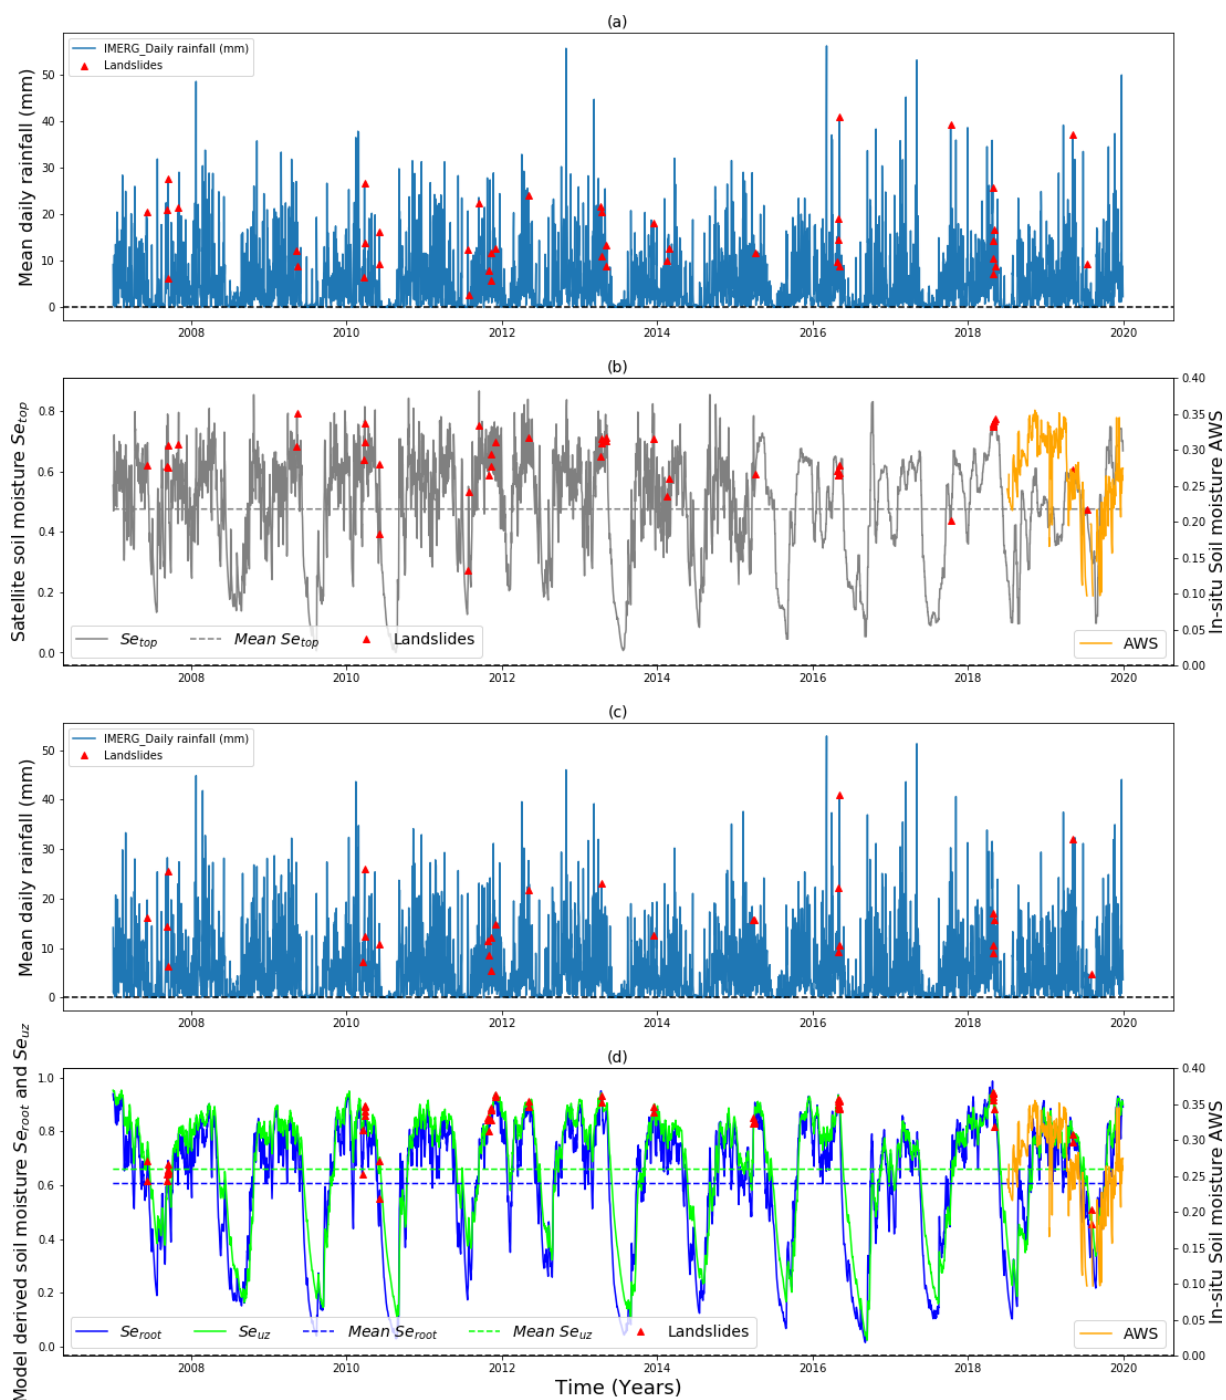 (a)
Mean daily rainfall (mm)
IMERG_Daily rainfall (mm)
Landslides
50
40
30
20
10
0
2008 2010 2012 2014 2016 2018 2020
(b)
Satellite soil moisture Se_top
In-situ Soil moisture AWS
0.8
0.6
0.4
0.2
0.0
0.40
0.35
0.30
0.25
0.20
0.15
0.10
0.05
0.00
Se_top Mean Se_top Landslides
AWS
2008 2010 2012 2014 2016 2018 2020
(c)
Mean daily rainfall (mm)
IMERG_Daily rainfall (mm)
Landslides
50
40
30
20
10
0
2008 2010 2012 2014 2016 2018 2020
(d)
Model derived soil moisture Se_root and Se_uz
In-situ Soil moisture AWS
1.0
0.8
0.6
0.4
0.2
0.0
0.40
0.35
0.30
0.25
0.20
0.15
0.10
0.05
0.00
Se_root Se_uz Mean Se_root Mean Se_uz Landslides
AWS
2008 2010 2012 2014 2016 2018 2020
Time (Years)